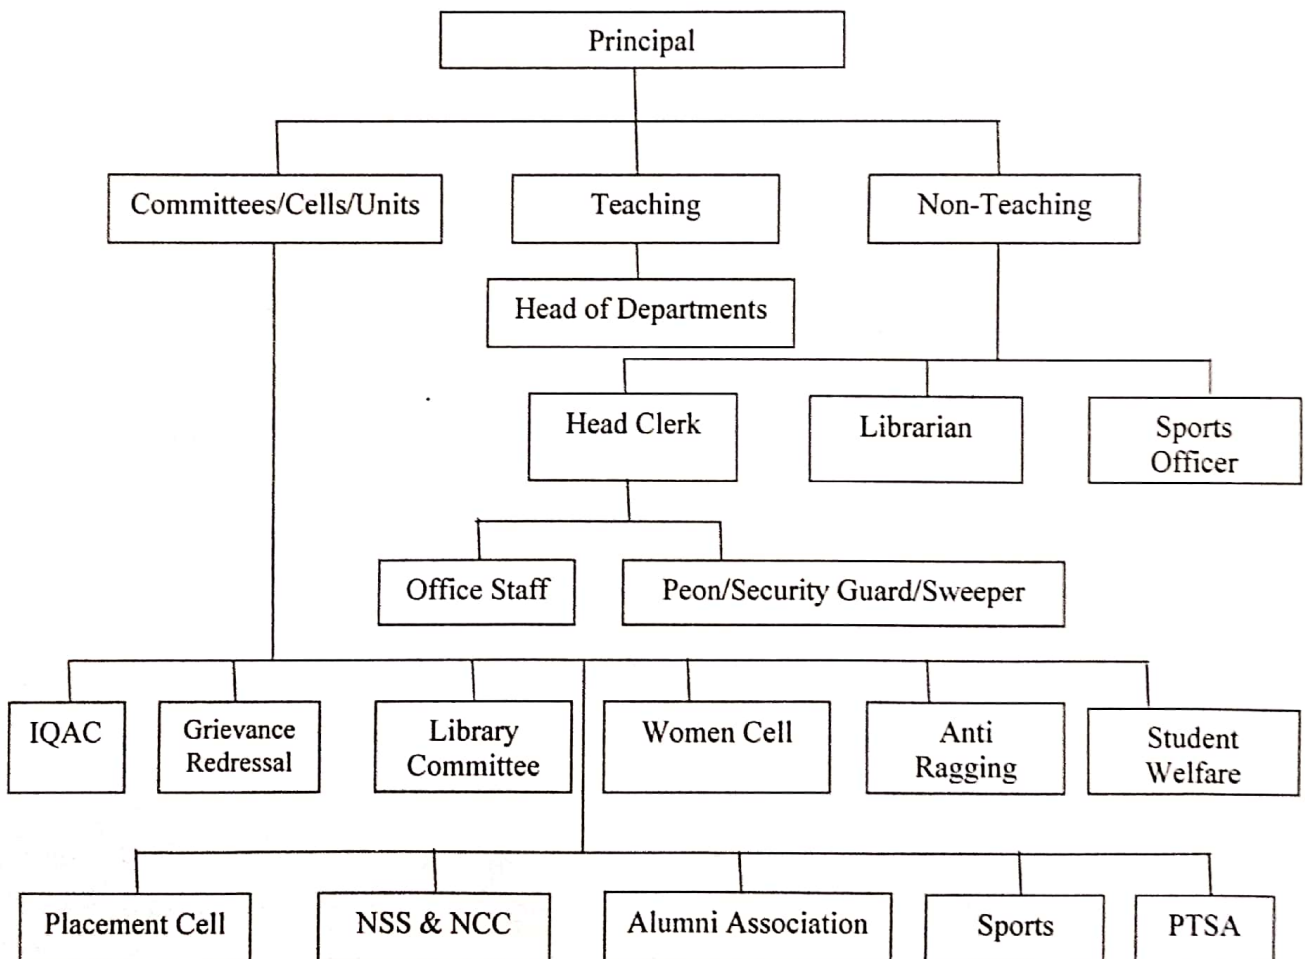 Principal
Committees/Cells/Units
Teaching
Non-Teaching
Head of Departments
Head Clerk
Librarian
Sports
Officer
Office Staff
Peon/Security Guard/Sweeper
IQAC
Grievance
Redressal
Library
Committee
Women Cell
Anti
Ragging
Student
Welfare
Placement Cell
NSS & NCC
Alumni Association
Sports
PTSA